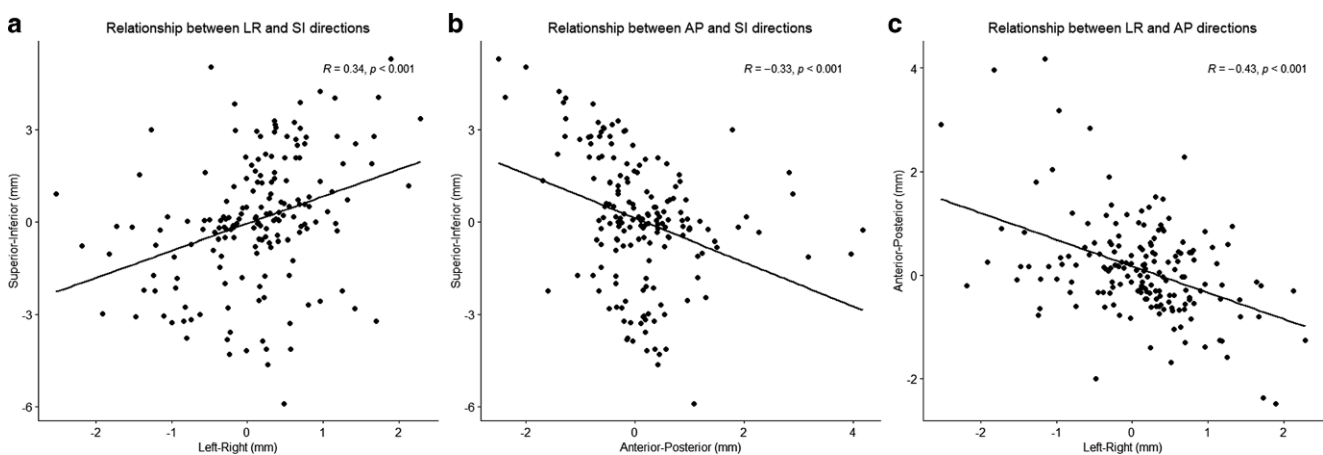 a
Relationship between LR and SI directions
R = 0.34, p < 0.001
Superior-Inferior (mm)
3
0
-3
-6
-2
-1
0
1
2
Left-Right (mm)
b
Relationship between AP and SI directions
R = −0.33, p < 0.001
Superior-Inferior (mm)
3
0
-3
-6
-2
0
2
4
Anterior-Posterior (mm)
c
Relationship between LR and AP directions
R = −0.43, p < 0.001
Anterior-Posterior (mm)
4
2
0
-2
-2
-1
0
1
2
Left-Right (mm)